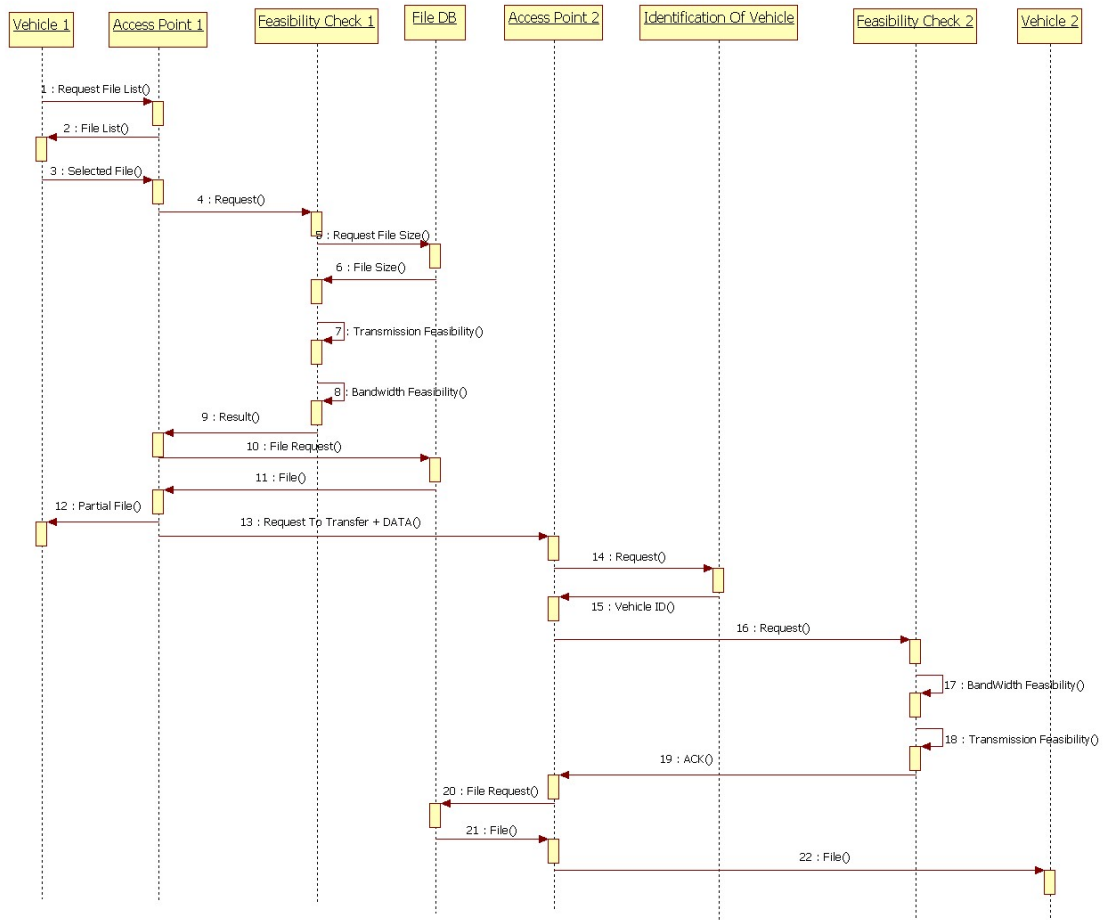 Vehicle 1
Access Point 1
Feasibility Check 1
File DB
Access Point 2
Identification Of Vehicle
Feasibility Check 2
Vehicle 2
1 : Request File List()
2 : File List()
3 : Selected File()
4 : Request()
5 : Request File Size()
6 : File Size()
7 : Transmission Feasibility()
8 : Bandwidth Feasibility()
9 : Result()
10 : File Request()
11 : File()
12 : Partial File()
13 : Request To Transfer + DATA()
14 : Request()
15 : Vehicle ID()
16 : Request()
17 : BandWidth Feasibility()
18 : Transmission Feasibility()
19 : ACK()
20 : File Request()
21 : File()
22 : File()